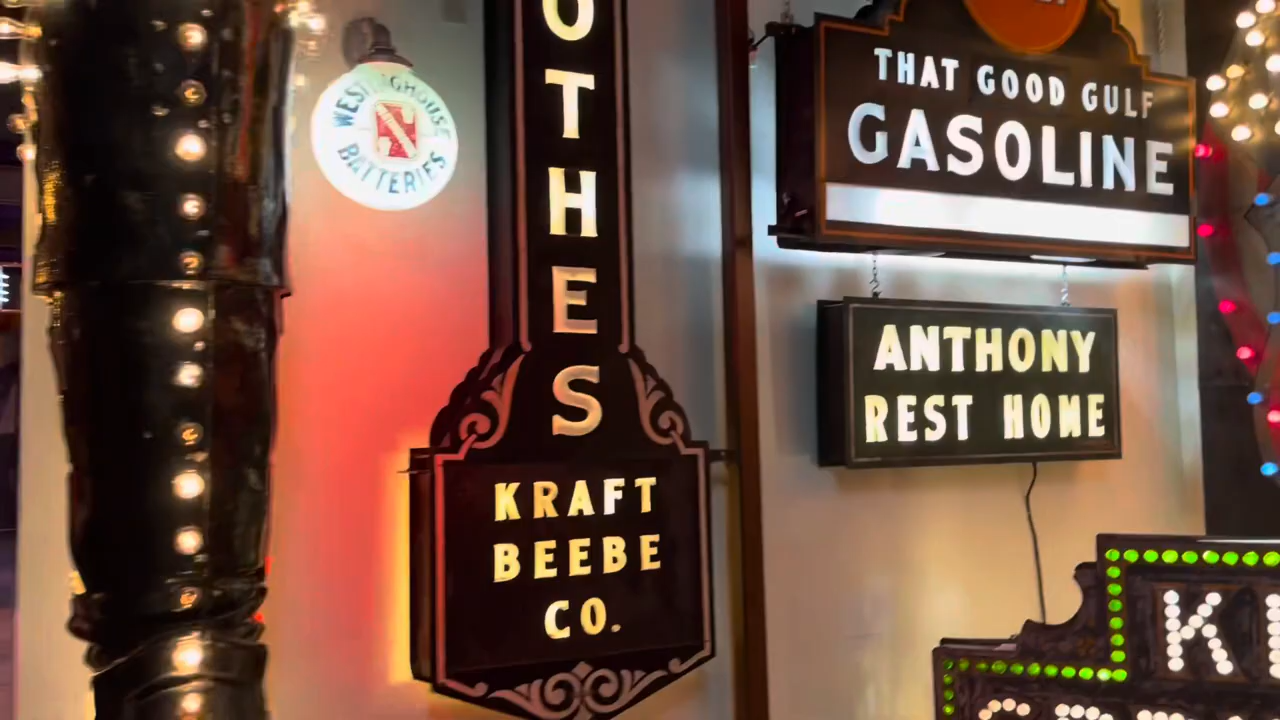 WESTINGHOUSE
BATTERIES
OTHES
KRAFT
BEEBE
CO.
THAT GOOD GULF
GASOLINE
ANTHONY
REST HOME